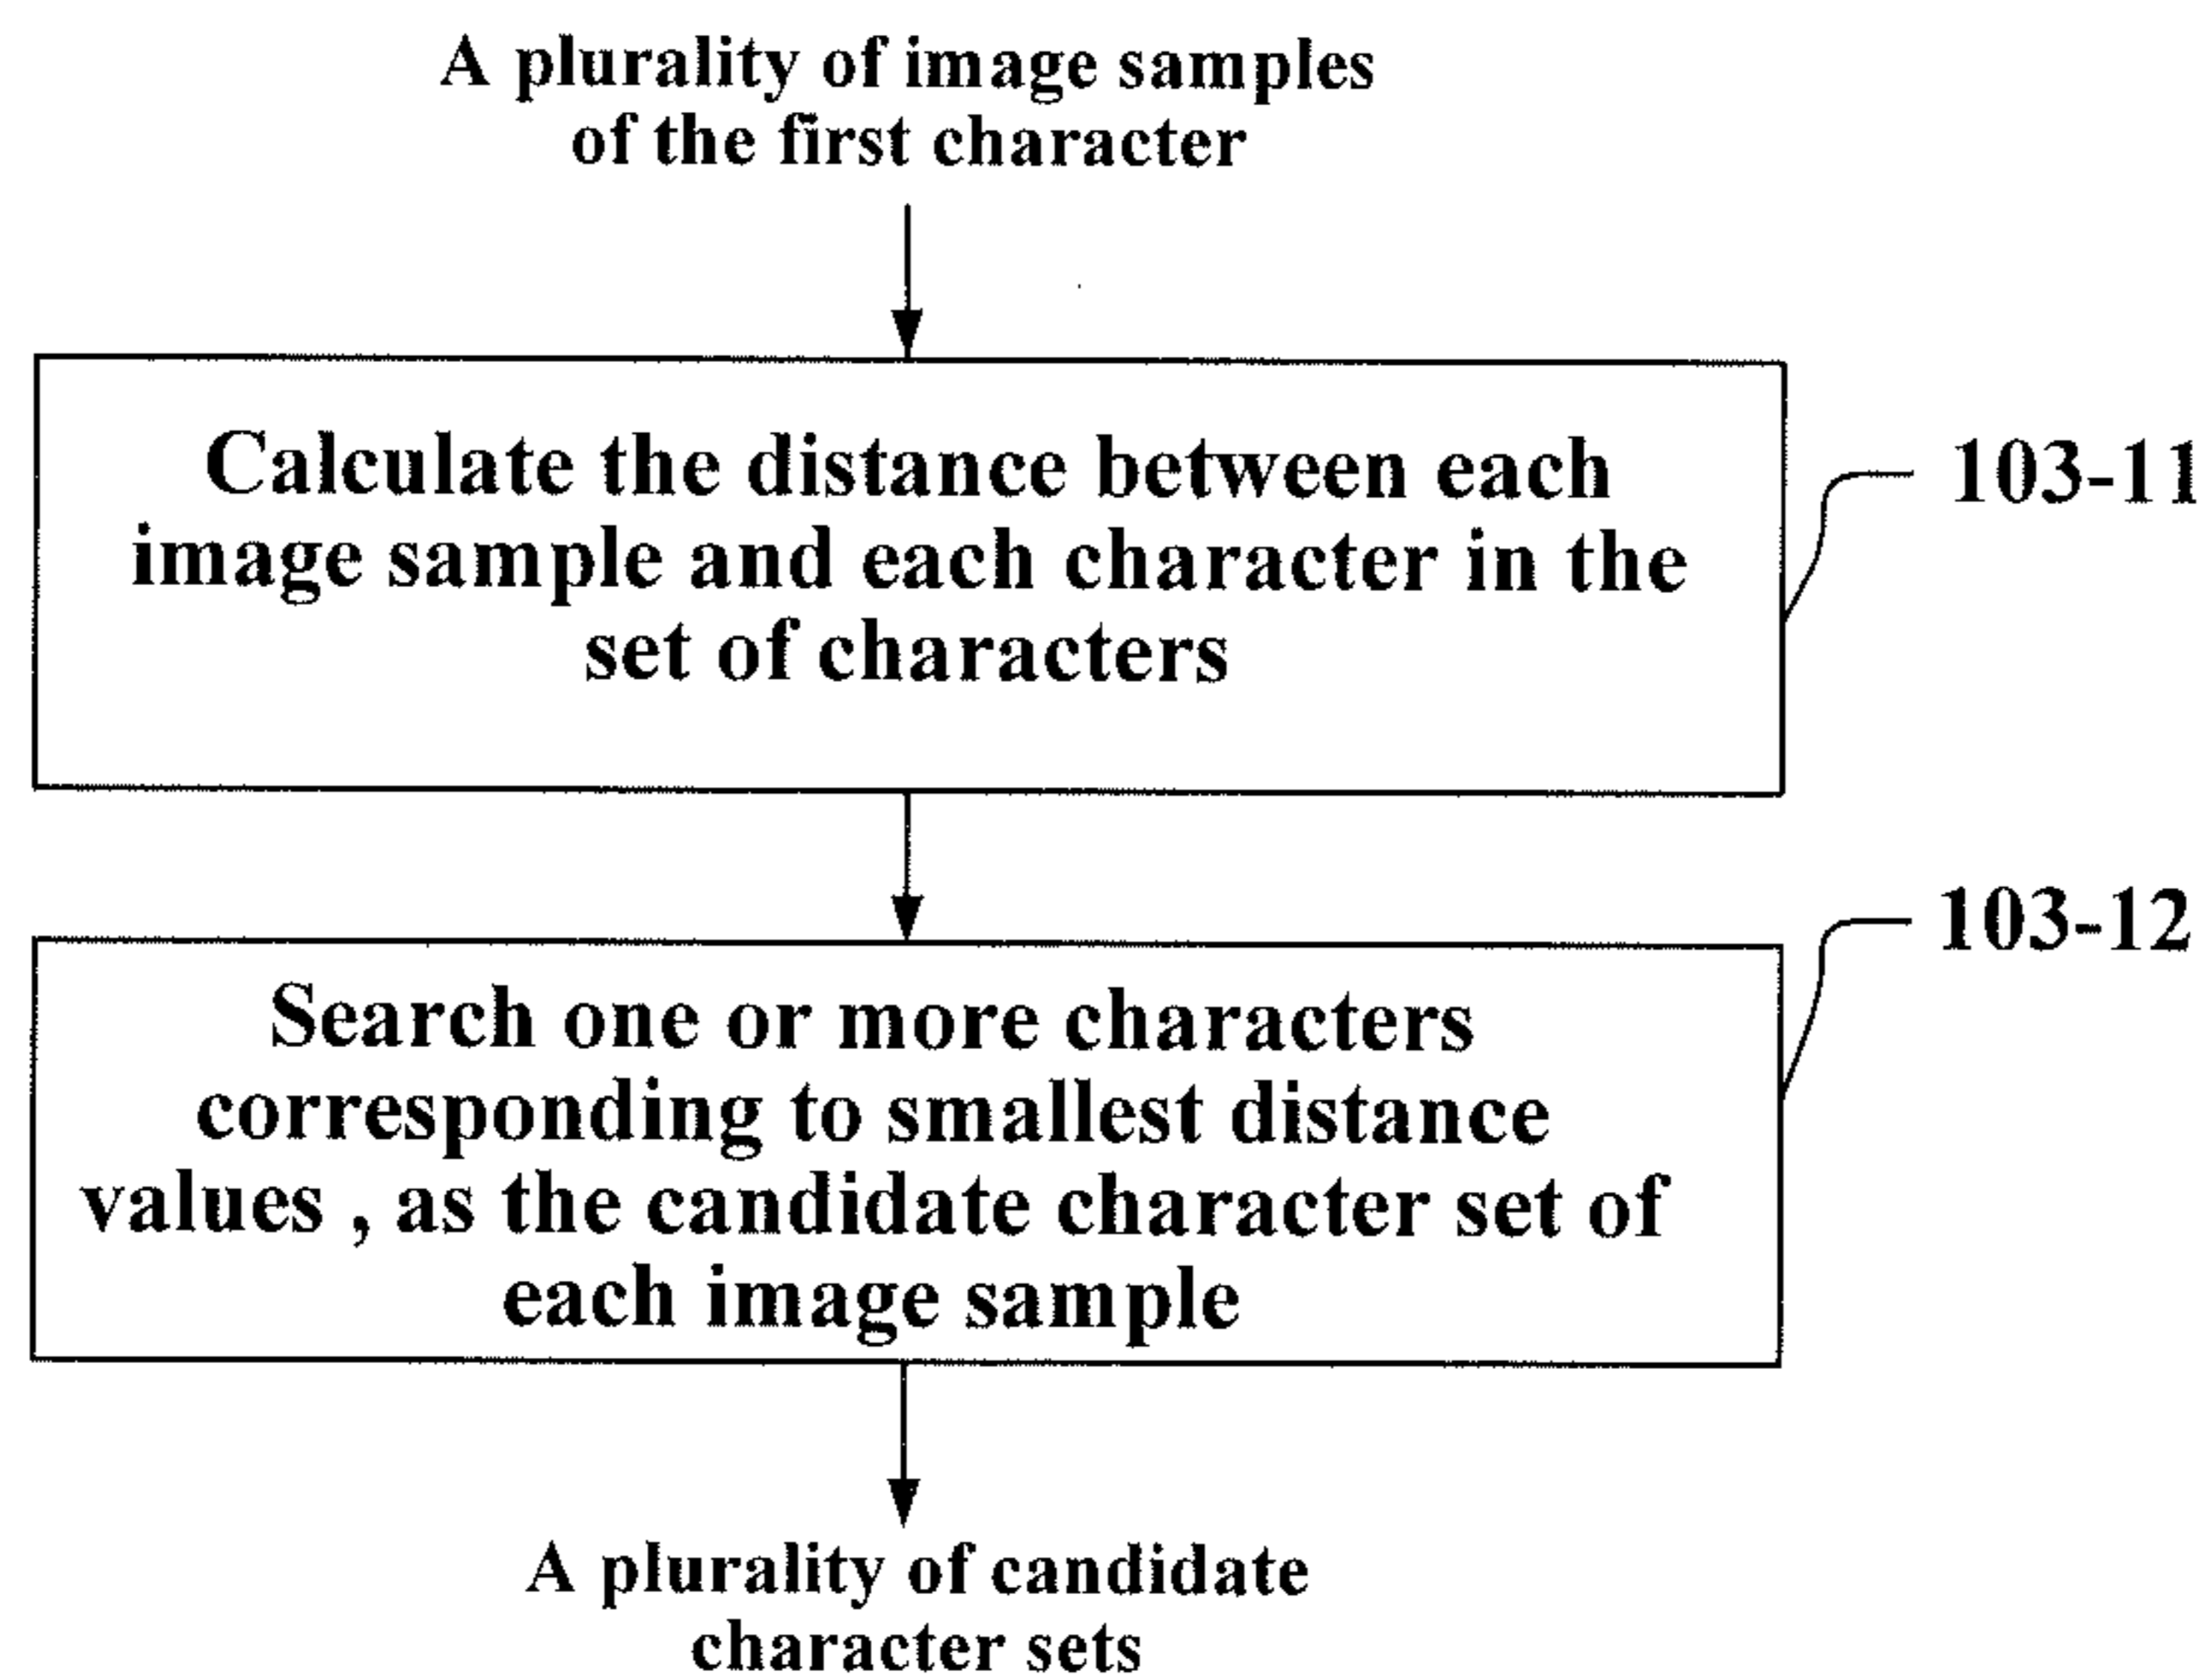 A plurality of image samples
of the first character
Calculate the distance between each
image sample and each character in the
set of characters
103-11
103-12
Search one or more characters
corresponding to smallest distance
values , as the candidate character set of
each image sample
A plurality of candidate
character sets